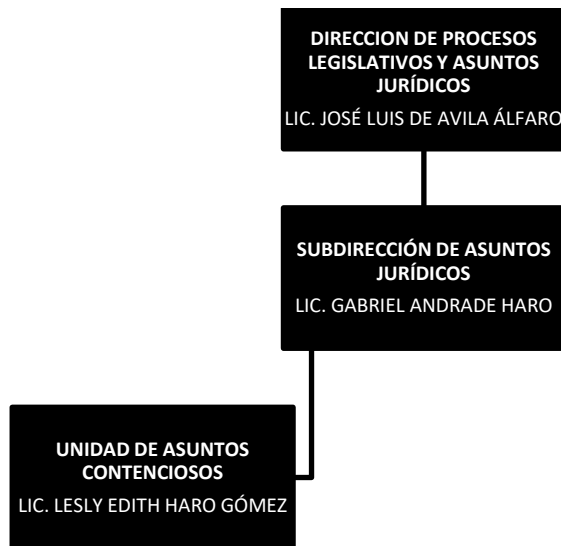 DIRECCION DE PROCESOS
LEGISLATIVOS Y ASUNTOS
JURÍDICOS
LIC. JOSÉ LUIS DE AVILA ÁLFARO
SUBDIRECCIÓN DE ASUNTOS
JURÍDICOS
LIC. GABRIEL ANDRADE HARO
UNIDAD DE ASUNTOS
CONTENCIOSOS
LIC. LESLY EDITH HARO GÓMEZ